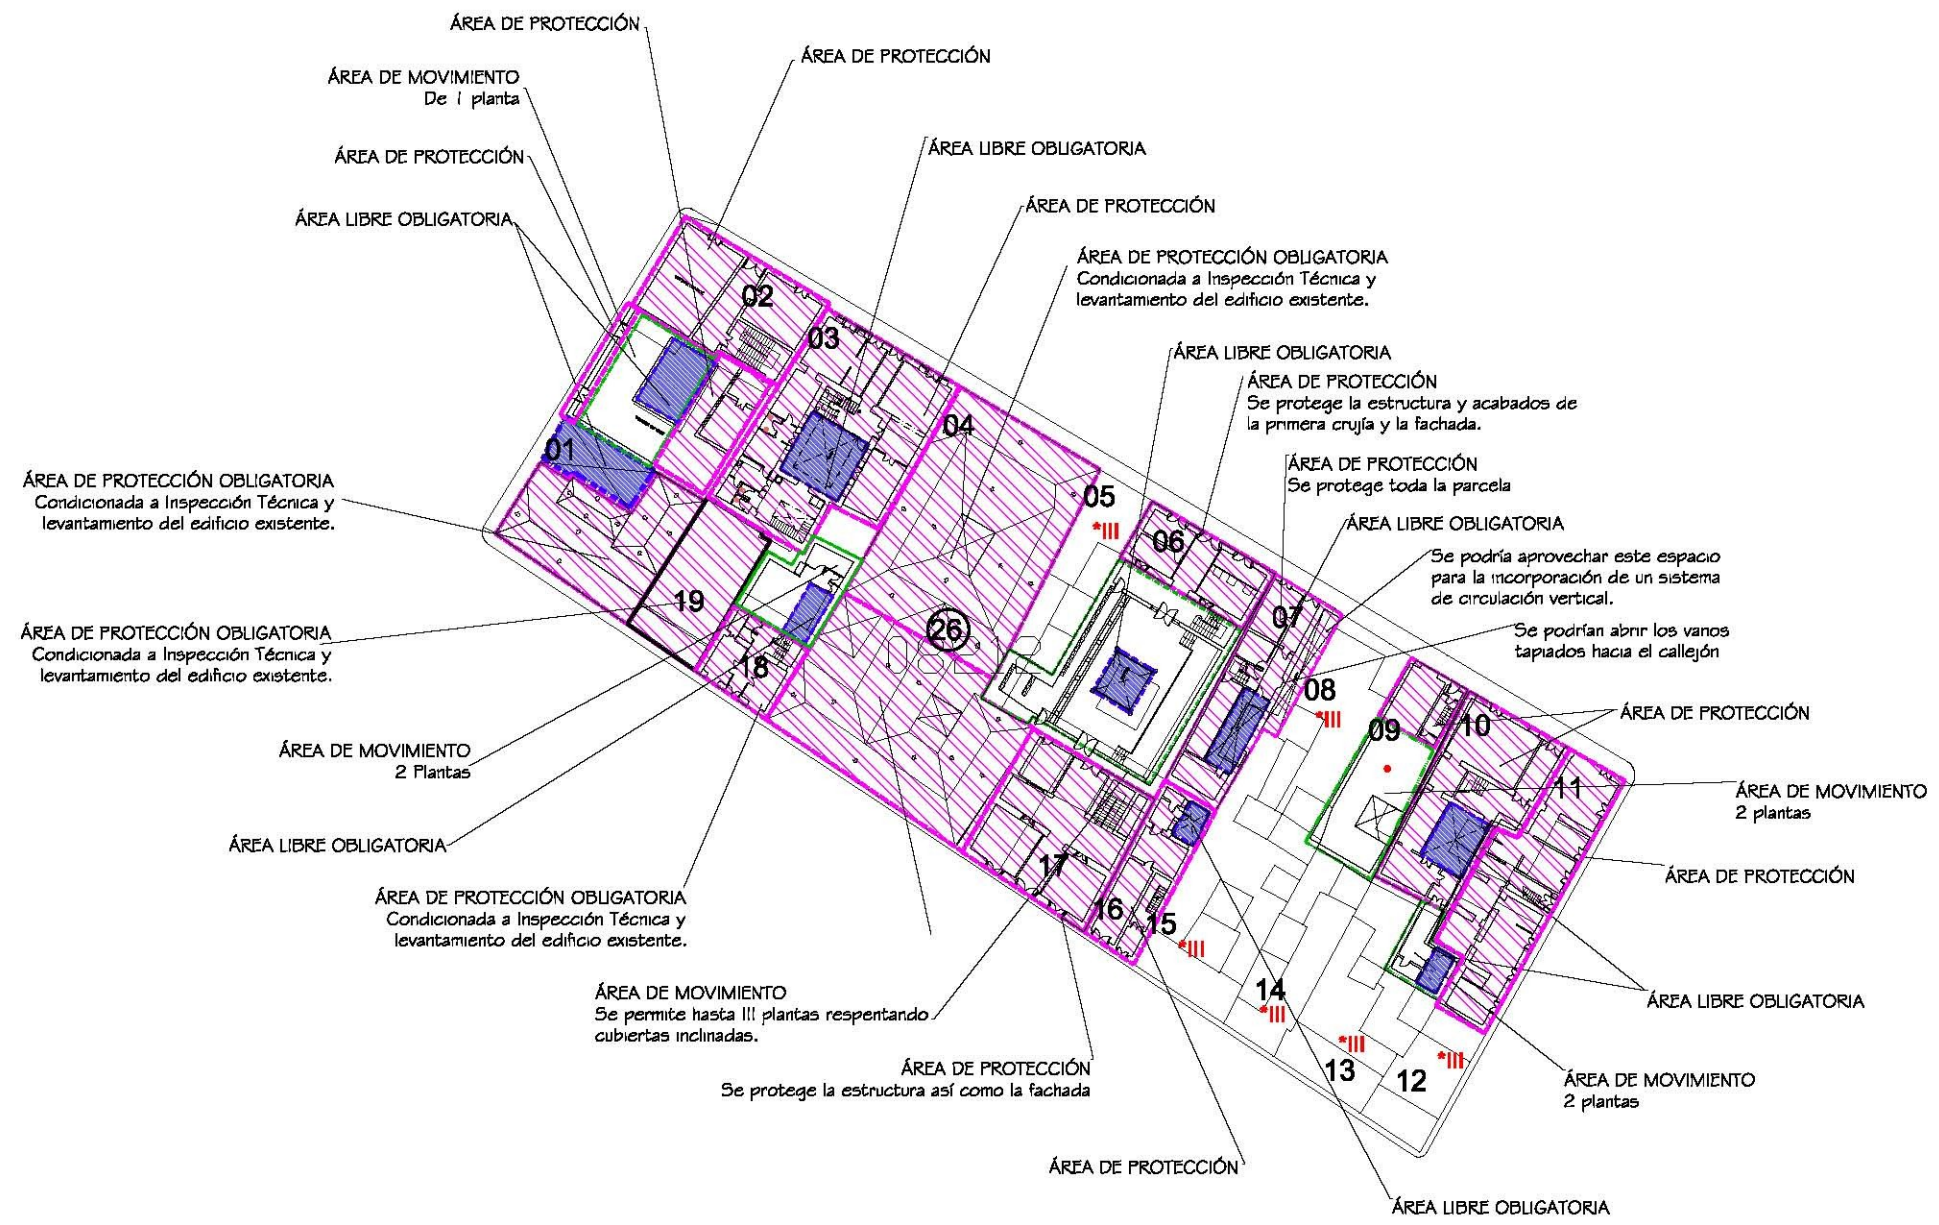 ÁREA DE PROTECCIÓN
ÁREA DE PROTECCIÓN
ÁREA DE MOVIMIENTO
De 1 planta
ÁREA DE PROTECCIÓN
ÁREA LIBRE OBLIGATORIA
ÁREA LIBRE OBLIGATORIA
ÁREA DE PROTECCIÓN
ÁREA DE PROTECCIÓN OBLIGATORIA
Condicionada a Inspección Técnica y
levantamiento del edificio existente.
ÁREA LIBRE OBLIGATORIA
ÁREA DE PROTECCIÓN
Se protege la estructura y acabados de
la primera crujía y la fachada.
ÁREA DE PROTECCIÓN
Se protege toda la parcela
ÁREA LIBRE OBLIGATORIA
Se podría aprovechar este espacio
para la incorporación de un sistema
de circulación vertical.
Se podrían abrir los vanos
tapiados hacia el callejón
ÁREA DE PROTECCIÓN
ÁREA DE MOVIMIENTO
2 plantas
ÁREA DE PROTECCIÓN
ÁREA LIBRE OBLIGATORIA
ÁREA DE MOVIMIENTO
2 plantas
ÁREA LIBRE OBLIGATORIA
ÁREA DE PROTECCIÓN
ÁREA DE PROTECCIÓN
Se protege la estructura así como la fachada
ÁREA DE MOVIMIENTO
Se permite hasta III plantas respentando
cubiertas inclinadas.
ÁREA DE PROTECCIÓN OBLIGATORIA
Condicionada a Inspección Técnica y
levantamiento del edificio existente.
ÁREA LIBRE OBLIGATORIA
ÁREA DE MOVIMIENTO
2 Plantas
ÁREA DE PROTECCIÓN OBLIGATORIA
Condicionada a Inspección Técnica y
levantamiento del edificio existente.
ÁREA DE PROTECCIÓN OBLIGATORIA
Condicionada a Inspección Técnica y
levantamiento del edificio existente.
01
02
03
04
05
*III
06
07
08
*III
09
10
11
12
*III
13
*III
14
*III
15
*III
16
17
18
19
26